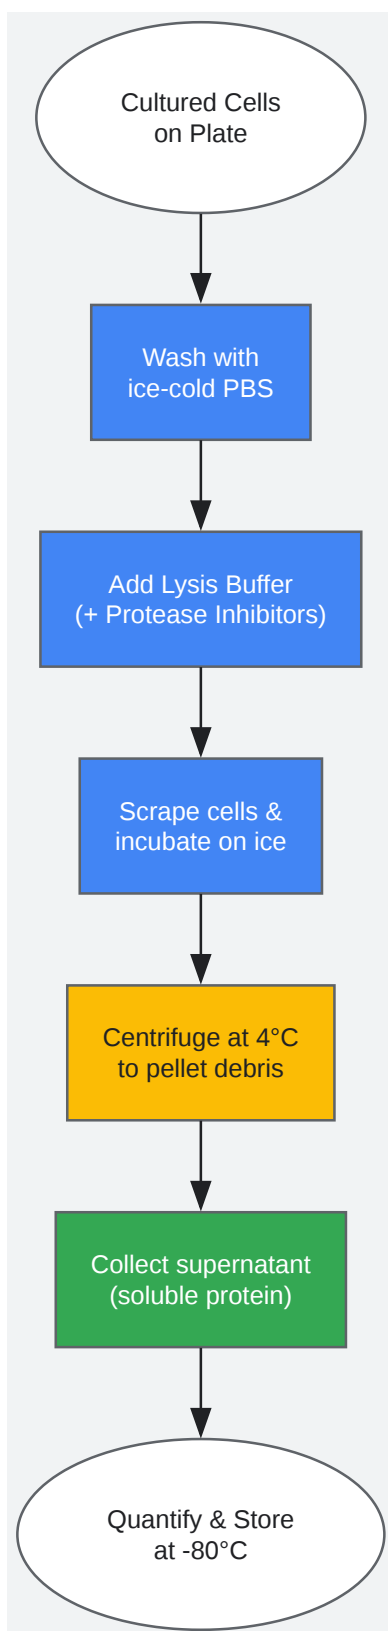 Cultured Cells
on Plate
Wash with
ice-cold PBS
Add Lysis Buffer
(+ Protease Inhibitors)
Scrape cells &
incubate on ice
Centrifuge at 4°C
to pellet debris
Collect supernatant
(soluble protein)
Quantify & Store
at -80°C